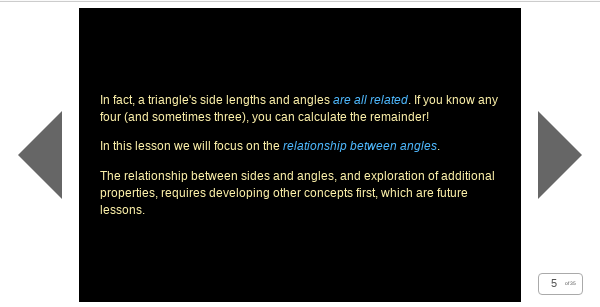 In fact, a triangle's side lengths and angles are all related. If you know any
four (and sometimes three), you can calculate the remainder!
In this lesson we will focus on the relationship between angles.
The relationship between sides and angles, and exploration of additional
properties, requires developing other concepts first, which are future
lessons.
5 of 35